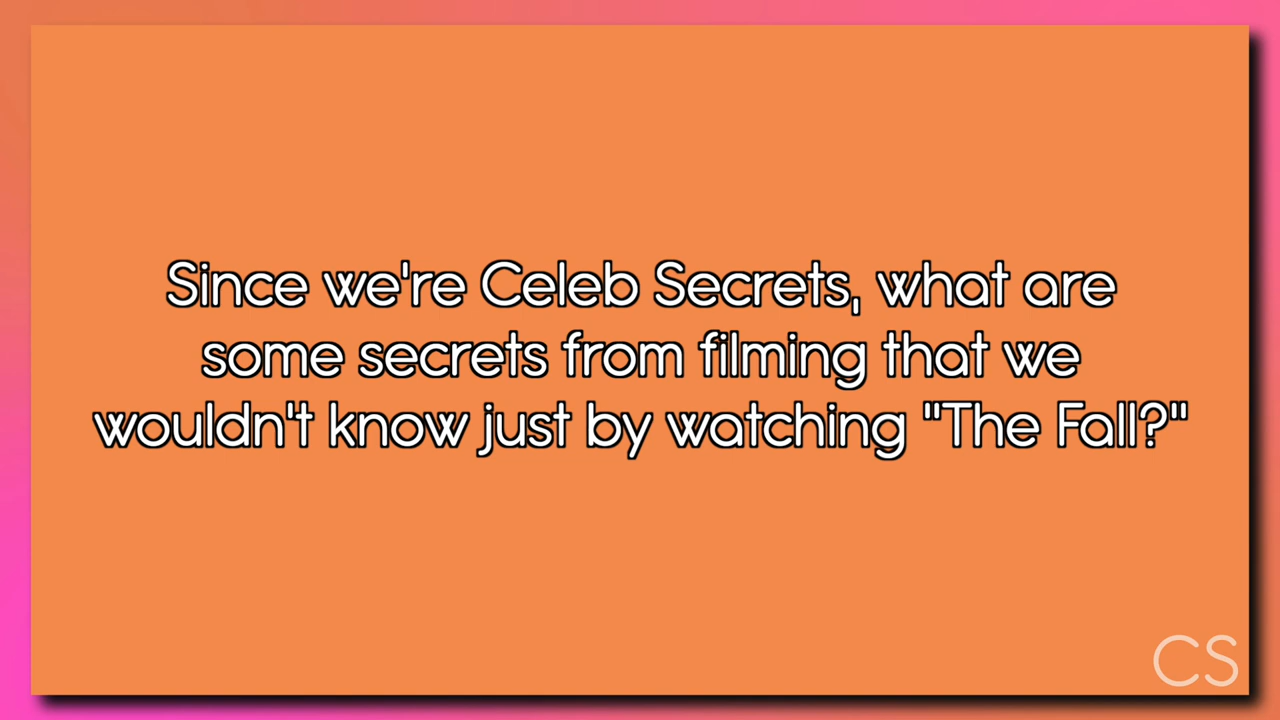 Since we're Celeb Secrets, what are
some secrets from filming that we
wouldn't know just by watching "The Fall?"
CS